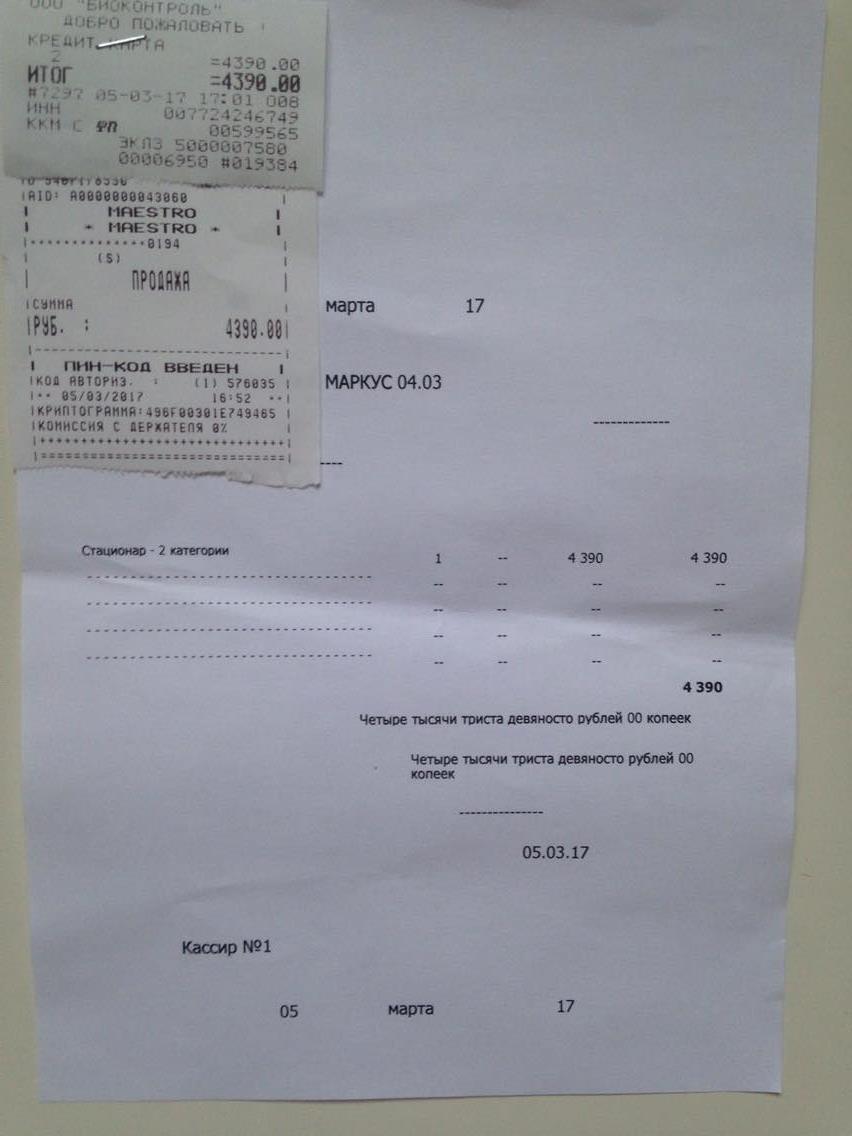 ООО "БИОКОНТРОЛЬ"
ДОБРО ПОЖАЛОВАТЬ !
КРЕДИТ.КАРТА
2 =4390.00
ИТОГ =4390.00
#7297 05-03-17 17:01 008
ИНН 007724246749
ККМ С ФП 00599565
ЭКЛЗ 5000007580
00006950 #019384
AID: A0000000043060
MAESTRO
* MAESTRO *
**************0194
(S)
ПРОДАЖА
СУММА
РУБ. : 4390.00
ПИН-КОД ВВЕДЕН
КОД АВТОРИЗ. : (1) 576035
** 05/03/2017 16:52 **
КРИПТОГРАММА:496F00301E749465
КОМИССИЯ С ДЕРЖАТЕЛЯ 0%
марта 17
МАРКУС 04.03
-------------
----
Стационар - 2 категории 1 -- 4 390 4 390
---------------------------------- -- -- -- --
---------------------------------- -- -- -- --
---------------------------------- -- -- -- --
---------------------------------- -- -- -- --
4 390
Четыре тысячи триста девяносто рублей 00 копеек
Четыре тысячи триста девяносто рублей 00
копеек
--------------
05.03.17
Кассир №1
05 марта 17